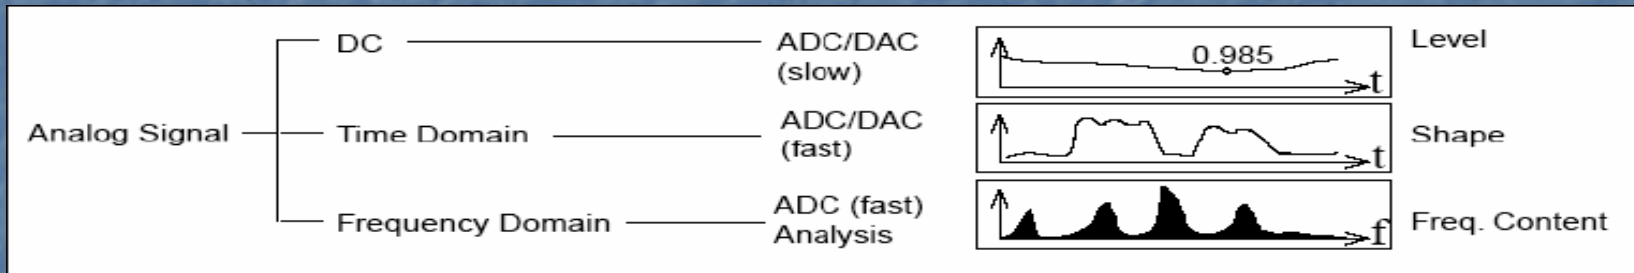 Analog Signal
DC
ADC/DAC
(slow)
0.985
t
Level
Time Domain
ADC/DAC
(fast)
t
Shape
Frequency Domain
ADC (fast)
Analysis
f
Freq. Content